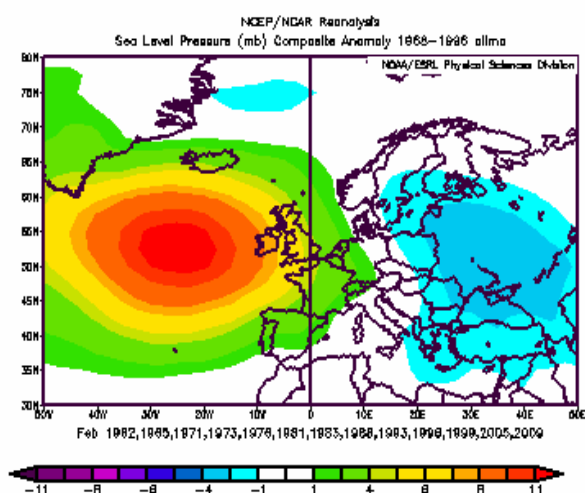 NCEP/NCAR Reanalysis
Sea Level Pressure (mb) Composite Anomaly 1968-1996 climo
NOAA/ESRL Physical Sciences Division
80N
75N
70N
65N
60N
55N
50N
45N
40N
35N
30N
50W 40W 30W 20W 10W 0 10E 20E 30E 40E 50E
Feb 1962,1965,1971,1973,1976,1981,1983,1988,1993,1996,1999,2005,2009
-11 -8 -6 -4 -1 1 4 6 8 11